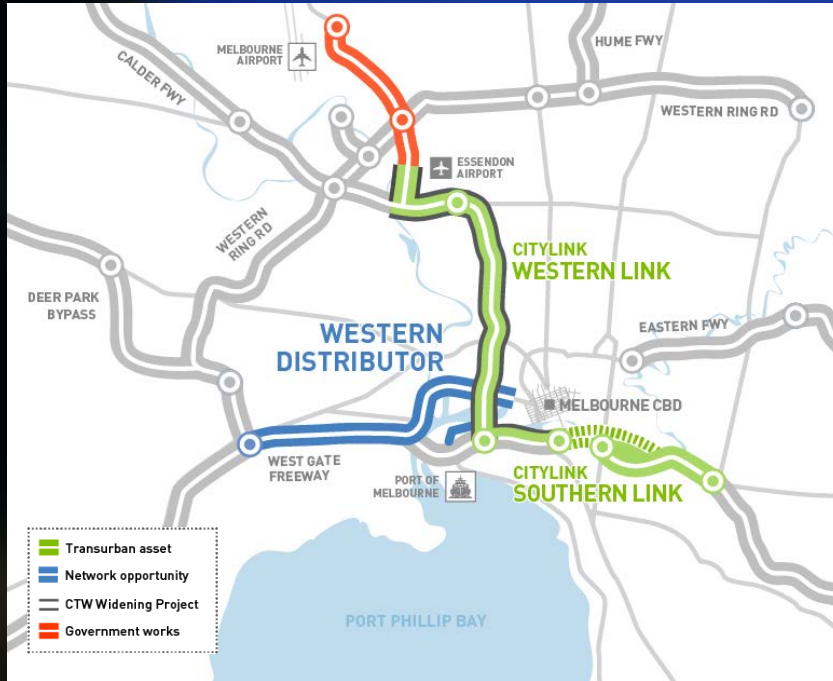 MELBOURNE
AIRPORT
HUME FWY
CALDER FWY
WESTERN RING RD
ESSENDON
AIRPORT
WESTERN
RING RD
CITYLINK
WESTERN LINK
DEER PARK
BYPASS
WESTERN
DISTRIBUTOR
EASTERN FWY
MELBOURNE CBD
WEST GATE
FREEWAY
PORT OF
MELBOURNE
CITYLINK
SOUTHERN LINK
Transurban asset
Network opportunity
CTW Widening Project
Government works
PORT PHILLIP BAY